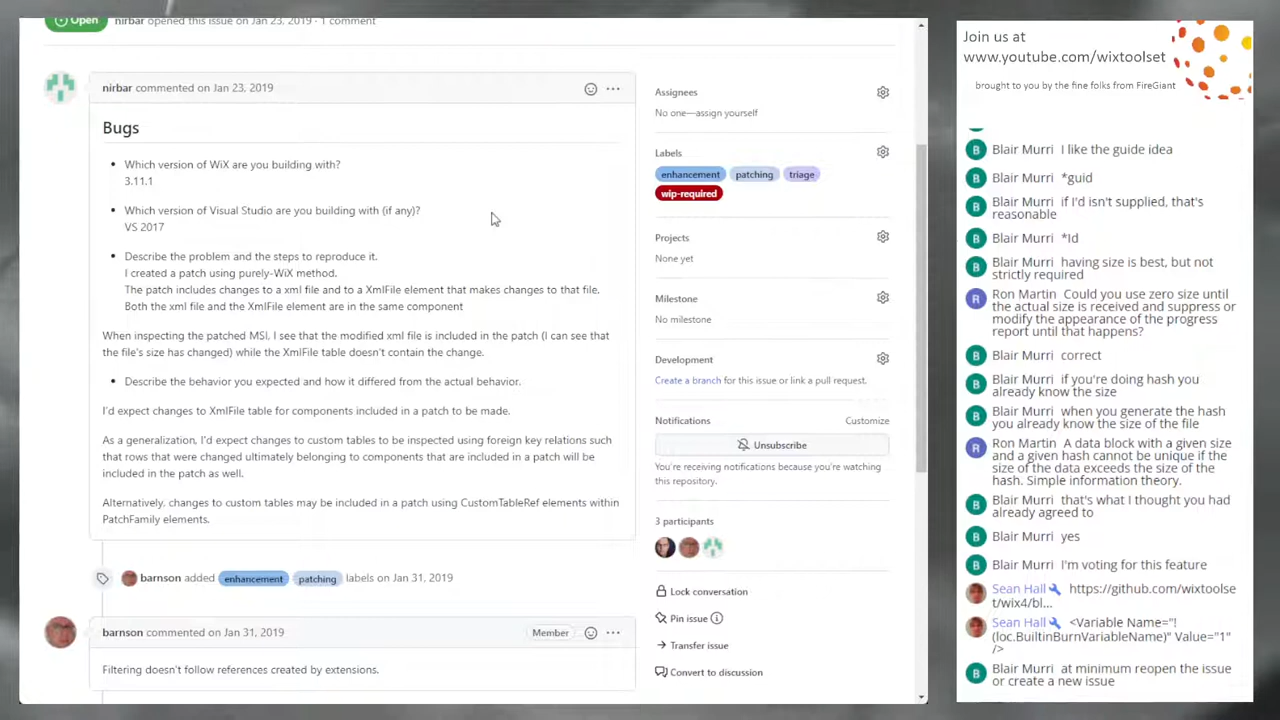 Open
nirbar opened this issue on Jan 23, 2019 · 1 comment
nirbar commented on Jan 23, 2019
Bugs
Which version of WiX are you building with?
3.11.1
Which version of Visual Studio are you building with (if any)?
VS 2017
Describe the problem and the steps to reproduce it.
I created a patch using purely-WiX method.
The patch includes changes to a xml file and to a XmlFile element that makes changes to that file.
Both the xml file and the XmlFile element are in the same component
When inspecting the patched MSI, I see that the modified xml file is included in the patch (I can see that
the file's size has changed) while the XmlFile table doesn't contain the change.
Describe the behavior you expected and how it differed from the actual behavior.
I'd expect changes to XmlFile table for components included in a patch to be made.
As a generalization, I'd expect changes to custom tables to be inspected using foreign key relations such
that rows that were changed ultimately belonging to components that are included in a patch will be
included in the patch as well.
Alternatively, changes to custom tables may be included in a patch using CustomTableRef elements within
PatchFamily elements.
barnson added enhancement patching labels on Jan 31, 2019
barnson commented on Jan 31, 2019
Member
Filtering doesn't follow references created by extensions.
Assignees
No one—assign yourself
Labels
enhancement patching triage
wip-required
Projects
None yet
Milestone
No milestone
Development
Create a branch for this issue or link a pull request.
Notifications
Customize
Unsubscribe
You're receiving notifications because you're watching
this repository.
3 participants
Lock conversation
Pin issue
Transfer issue
Convert to discussion
Join us at
www.youtube.com/wixtoolset
brought to you by the fine folks from FireGiant
B Blair Murri I like the guide idea
B Blair Murri *guid
B Blair Murri if I'd isn't supplied, that's
reasonable
B Blair Murri *Id
B Blair Murri having size is best, but not
strictly required
R Ron Martin Could you use zero size until
the actual size is received and suppress or
modify the appearance of the progress
report until that happens?
B Blair Murri correct
B Blair Murri if you're doing hash you
already know the size
B Blair Murri when you generate the hash
you already know the size of the file
R Ron Martin A data block with a given size
and a given hash cannot be unique if the
size of the data exceeds the size of the
hash. Simple information theory.
B Blair Murri that's what I thought you had
already agreed to
B Blair Murri yes
B Blair Murri I'm voting for this feature
Sean Hall https://github.com/wixtoolse
t/wix4/bl...
Sean Hall <Variable Name="!
(loc.BuiltinBurnVariableName)" Value="1"
/>
B Blair Murri at minimum reopen the issue
or create a new issue